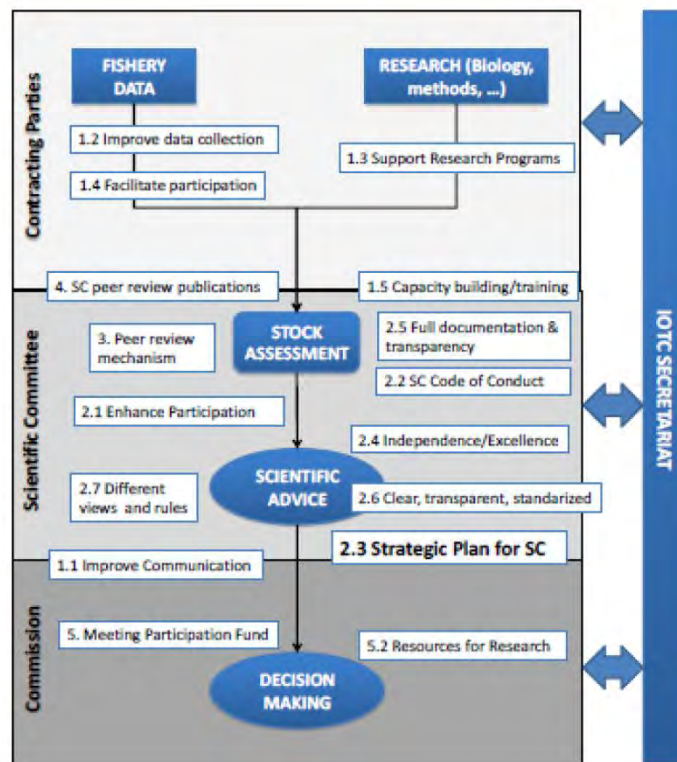 Contracting Parties
FISHERY
DATA
RESEARCH (Biology,
methods, ...)
1.2 Improve data collection
1.3 Support Research Programs
1.4 Facilitate participation
4. SC peer review publications
1.5 Capacity building/training
Scientific Committee
3. Peer review
mechanism
STOCK
ASSESSMENT
2.5 Full documentation &
transparency
2.2 SC Code of Conduct
2.1 Enhance Participation
2.4 Independence/Excellence
2.7 Different
views and rules
SCIENTIFIC
ADVICE
2.6 Clear, transparent, standarized
2.3 Strategic Plan for SC
1.1 Improve Communication
Commission
5. Meeting Participation Fund
5.2 Resources for Research
DECISION
MAKING
IOTC SECRETARIAT